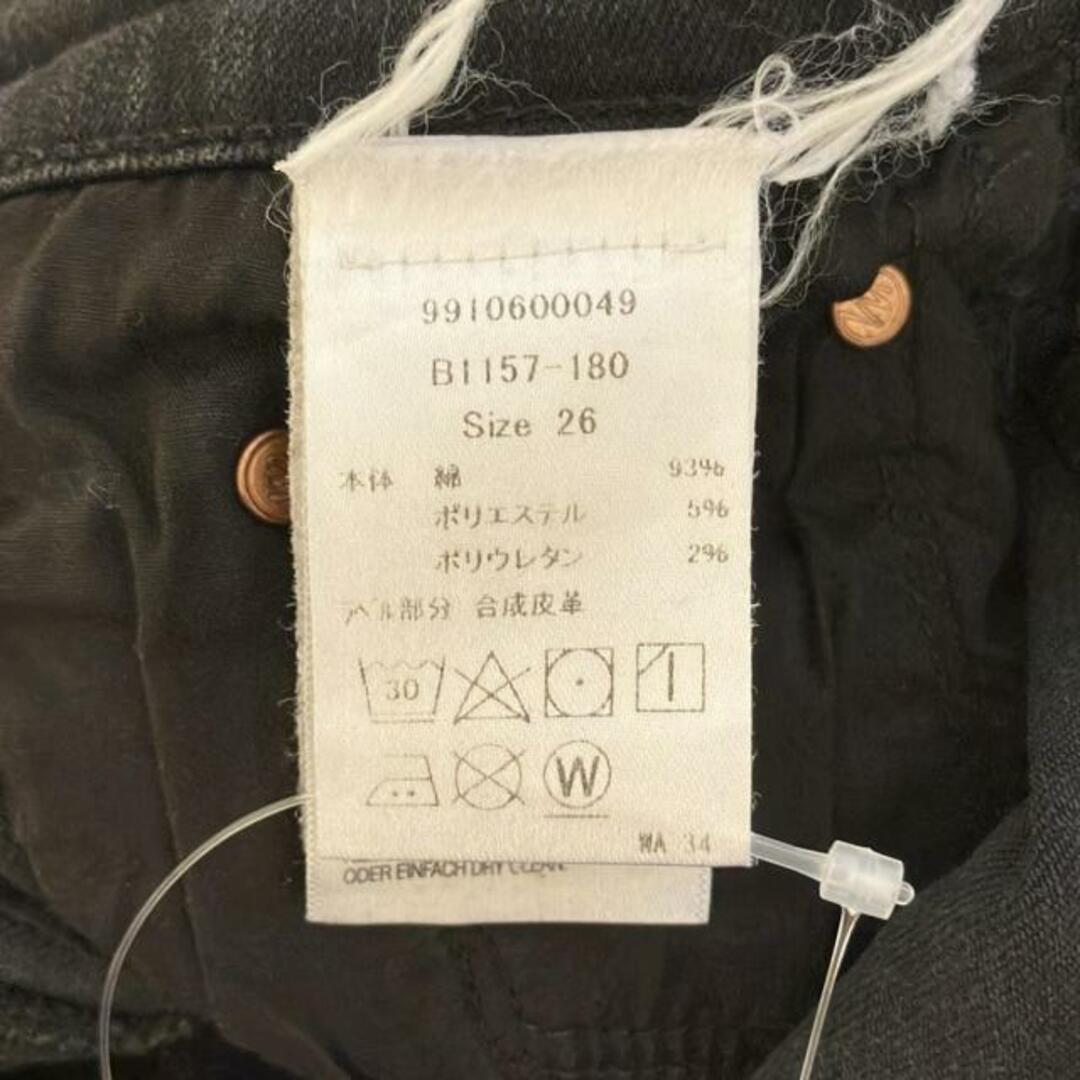 9910600049
B1157-180
Size 26
本体 綿 93%
ポリエステル 5%
ポリウレタン 2%
ラベル部分 合成皮革
30
W
WA 34
ODER EINFACH DRY CLEAN